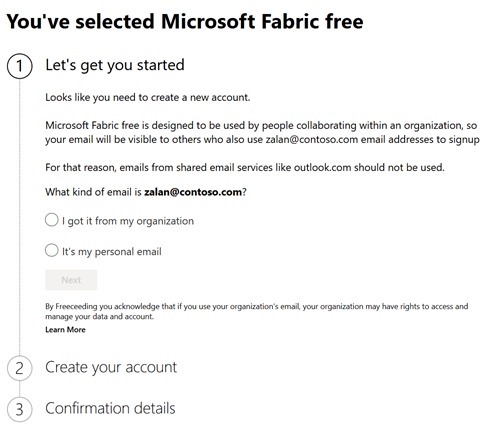 You've selected Microsoft Fabric free
1
Let's get you started
Looks like you need to create a new account.
Microsoft Fabric free is designed to be used by people collaborating within an organization, so
your email will be visible to others who also use zalan@contoso.com email addresses to signup
For that reason, emails from shared email services like outlook.com should not be used.
What kind of email is zalan@contoso.com?
I got it from my organization
It's my personal email
Next
By Freeceeding you acknowledge that if you use your organization's email, your organization may have rights to access and
manage your data and account.
Learn More
2
Create your account
3
Confirmation details